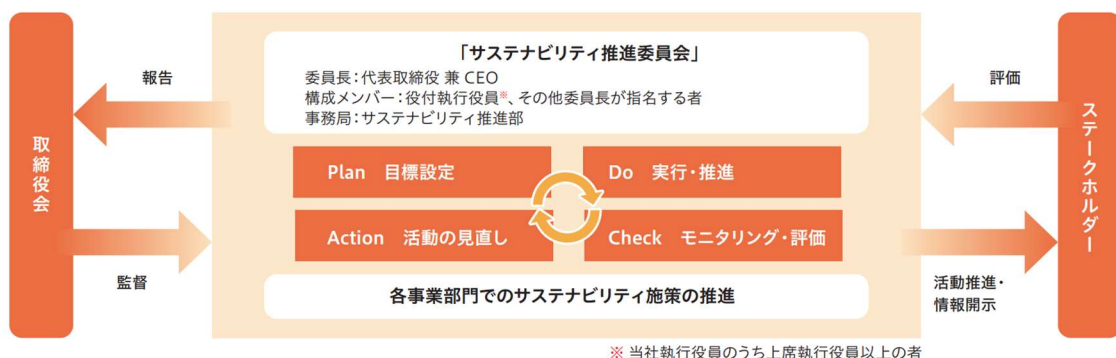 取締役会
報告
監督
「サステナビリティ推進委員会」
委員長：代表取締役 兼 CEO
構成メンバー：役付執行役員※、その他委員長が指名する者
事務局：サステナビリティ推進部
Plan 目標設定
Do 実行・推進
Action 活動の見直し
Check モニタリング・評価
各事業部門でのサステナビリティ施策の推進
評価
活動推進・
情報開示
ステークホルダー
※ 当社執行役員のうち上席執行役員以上の者